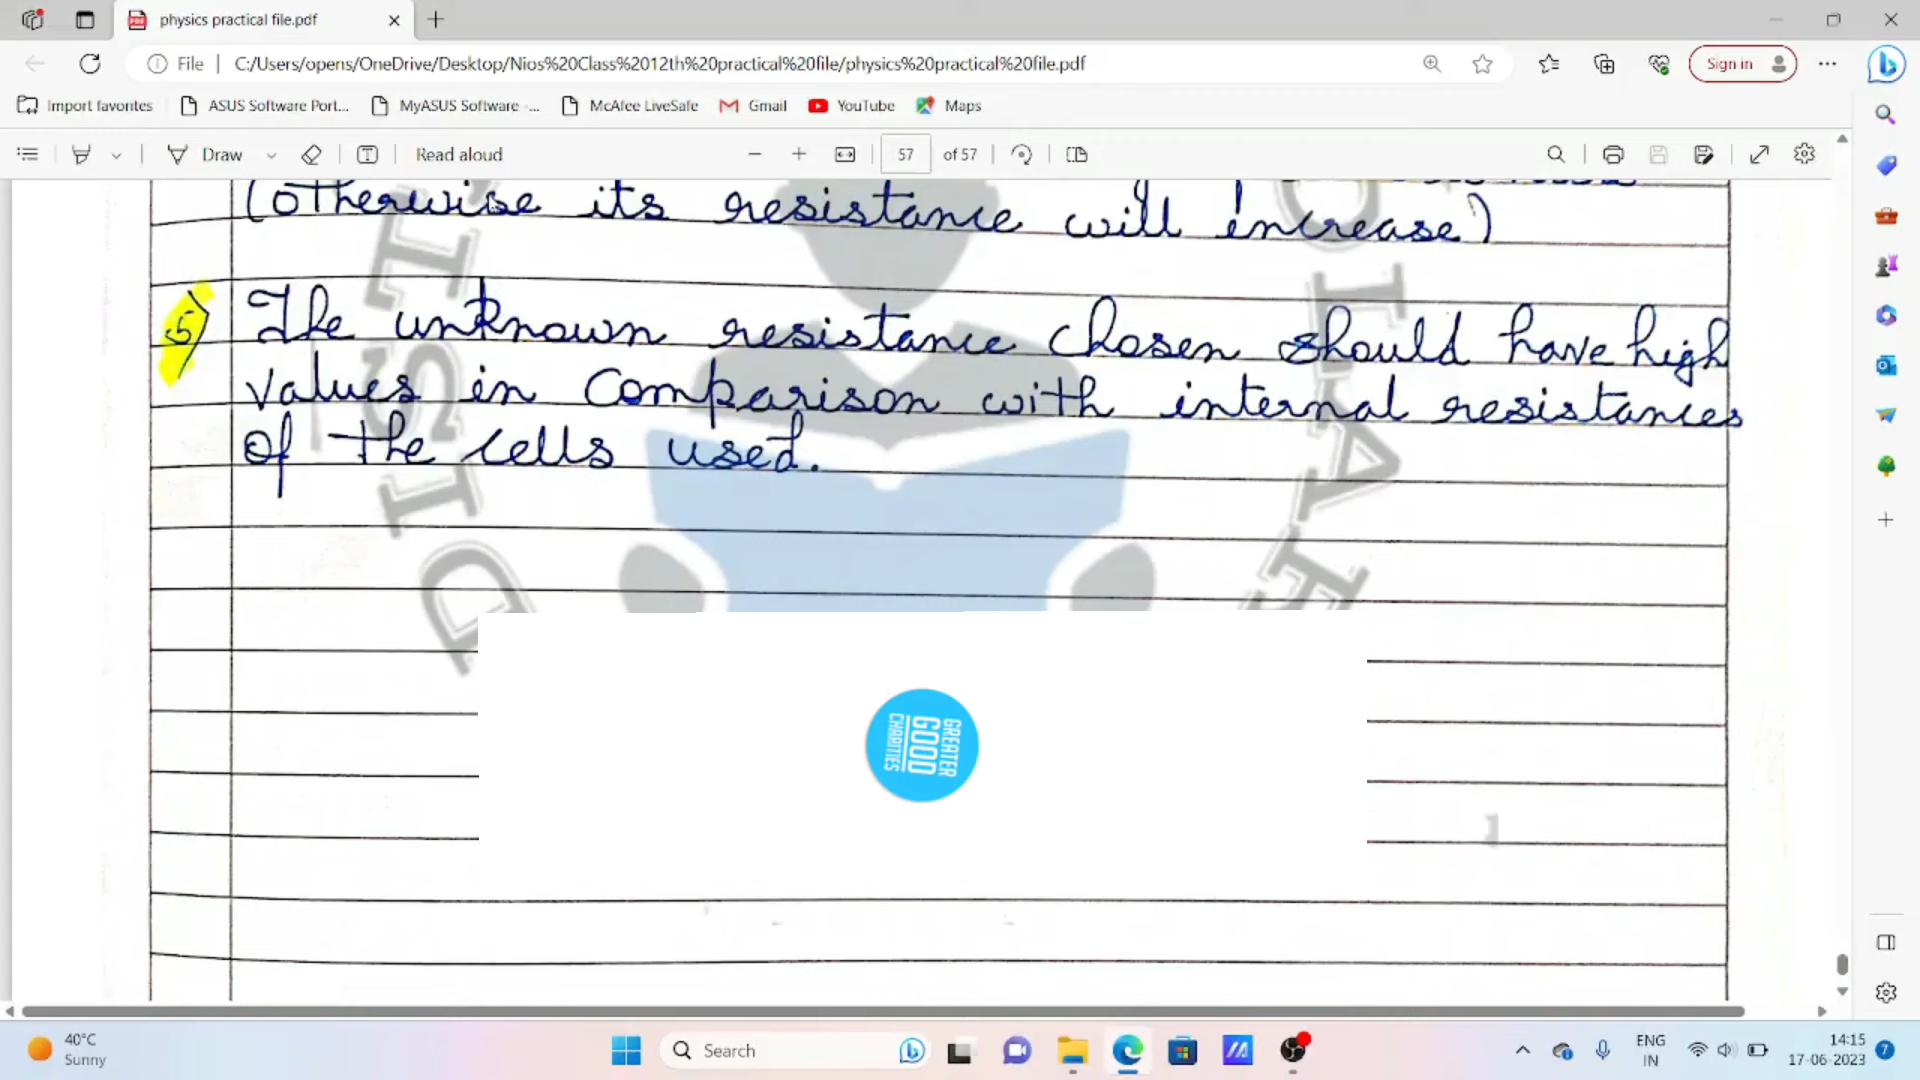 physics practical file.pdf
File
C:/Users/opens/OneDrive/Desktop/Nios%20Class%2012th%20practical%20file/physics%20practical%20file.pdf
Sign in
Import favorites
ASUS Software Port...
MyASUS Software -...
McAfee LiveSafe
Gmail
YouTube
Maps
Draw
Read aloud
57 of 57
(otherwise its resistance will increase)
5) The unknown resistance chosen should have high
values in comparison with internal resistances
of the cells used.
GREATER
GOOD
CHARITIES
40°C
Sunny
Search
ENG
IN
14:15
17-06-2023
7